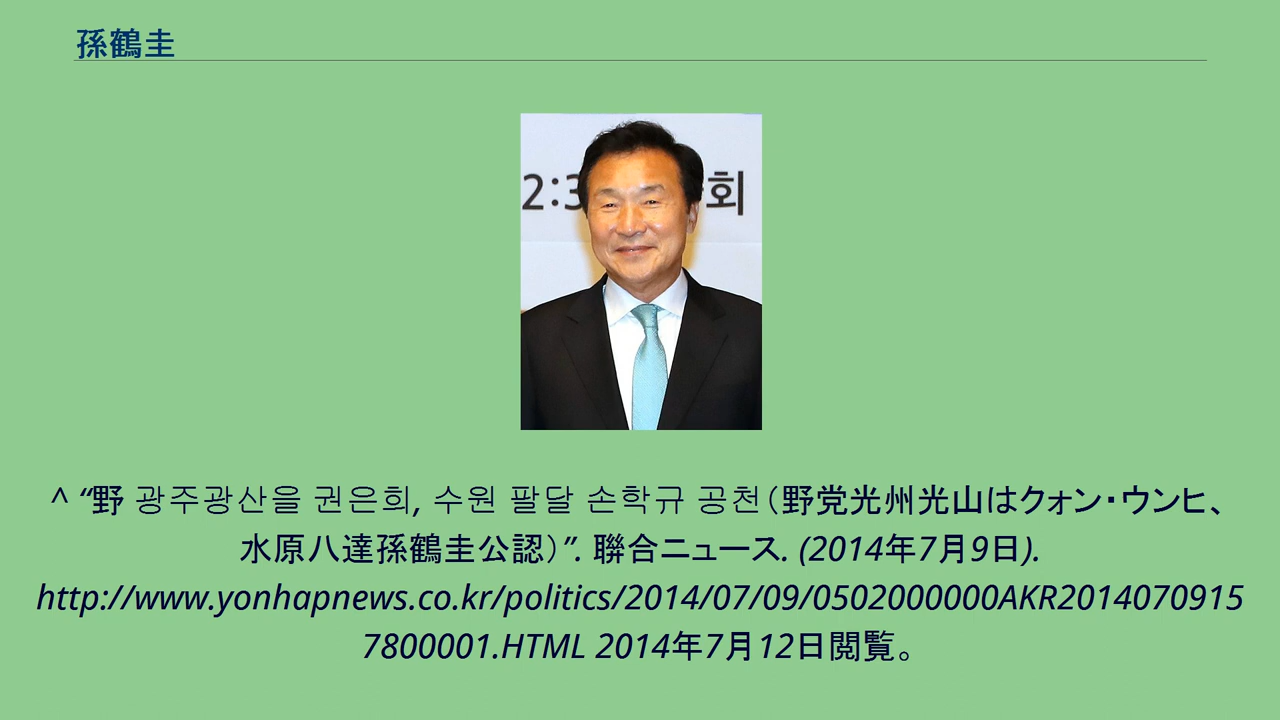 孫鶴圭
2:3
회
^ “野 광주광산을 권은희, 수원 팔달 손학규 공천（野党光州光山はクォン・ウンヒ、
水原八達孫鶴圭公認）”. 聯合ニュース. (2014年7月9日).
http://www.yonhapnews.co.kr/politics/2014/07/09/0502000000AKR2014070915
7800001.HTML 2014年7月12日閲覧。